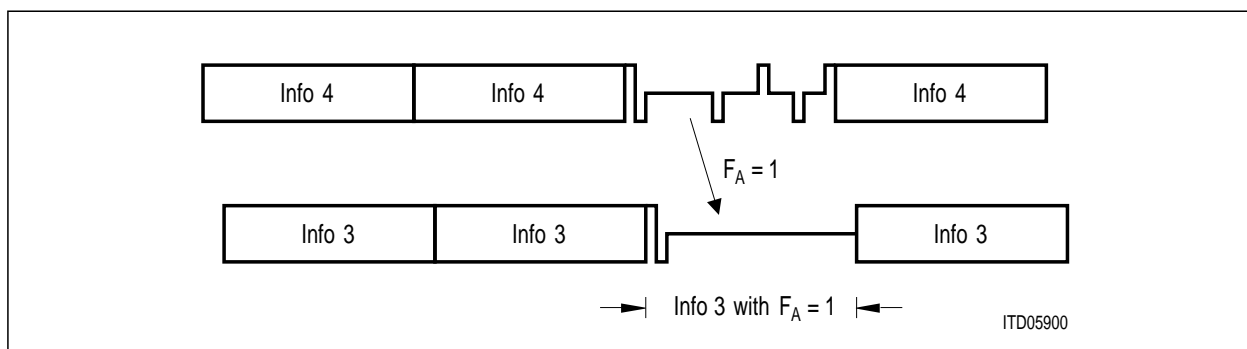 Info 4 Info 4 Info 4
F_A = 1
Info 3 Info 3 Info 3
Info 3 with F_A = 1
ITD05900